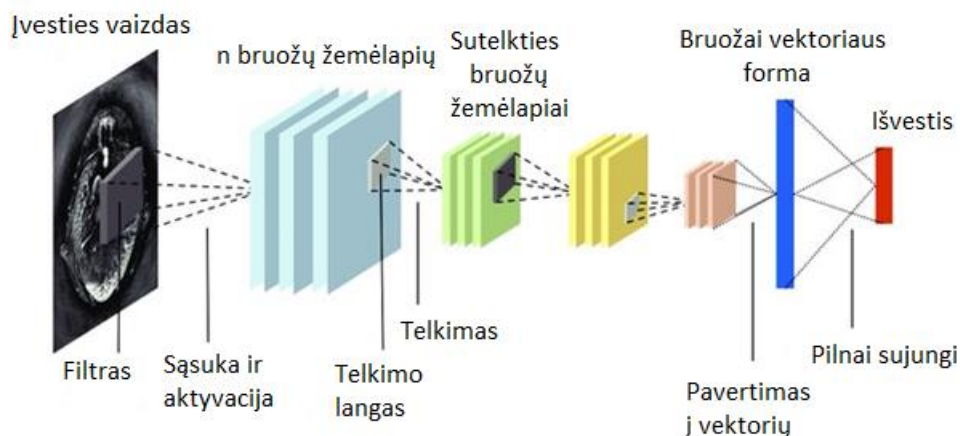 Įvesties vaizdas
n bruožų žemėlapių
Sutelkties
bruožų
žemėlapiai
Bruožai vektoriaus
forma
Išvestis
Filtras
Sąsuka ir
aktyvacija
Telkimo
langas
Telkimas
Pavertimas
į vektorių
Pilnai sujungi